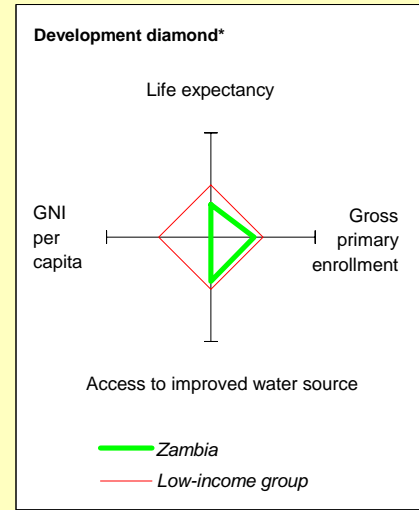 Development diamond*
Life expectancy
GNI
per
capita
Gross
primary
enrollment
Access to improved water source
Zambia
Low-income group